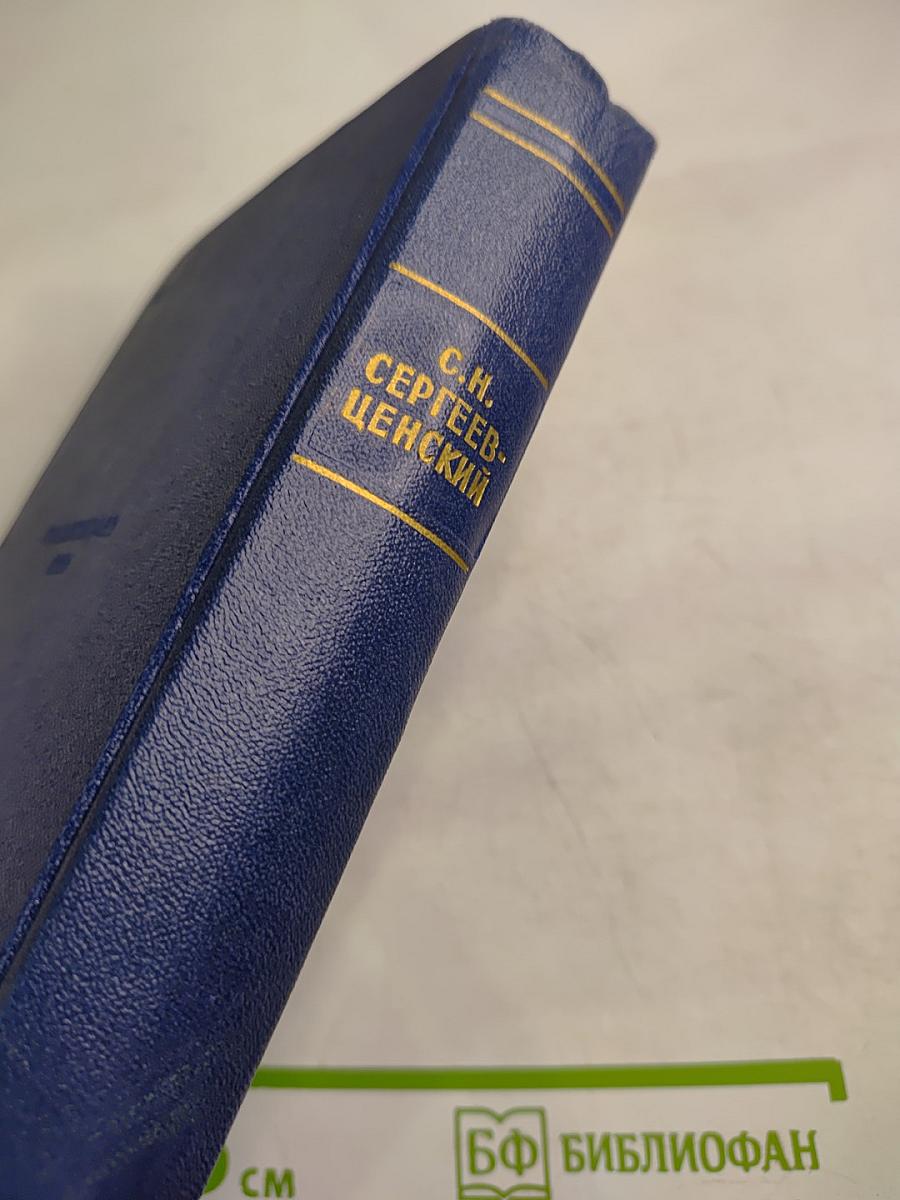 С.Н.
СЕРГЕЕВ-
ЦЕНСКИЙ
см
БФ БИБЛИОФАН